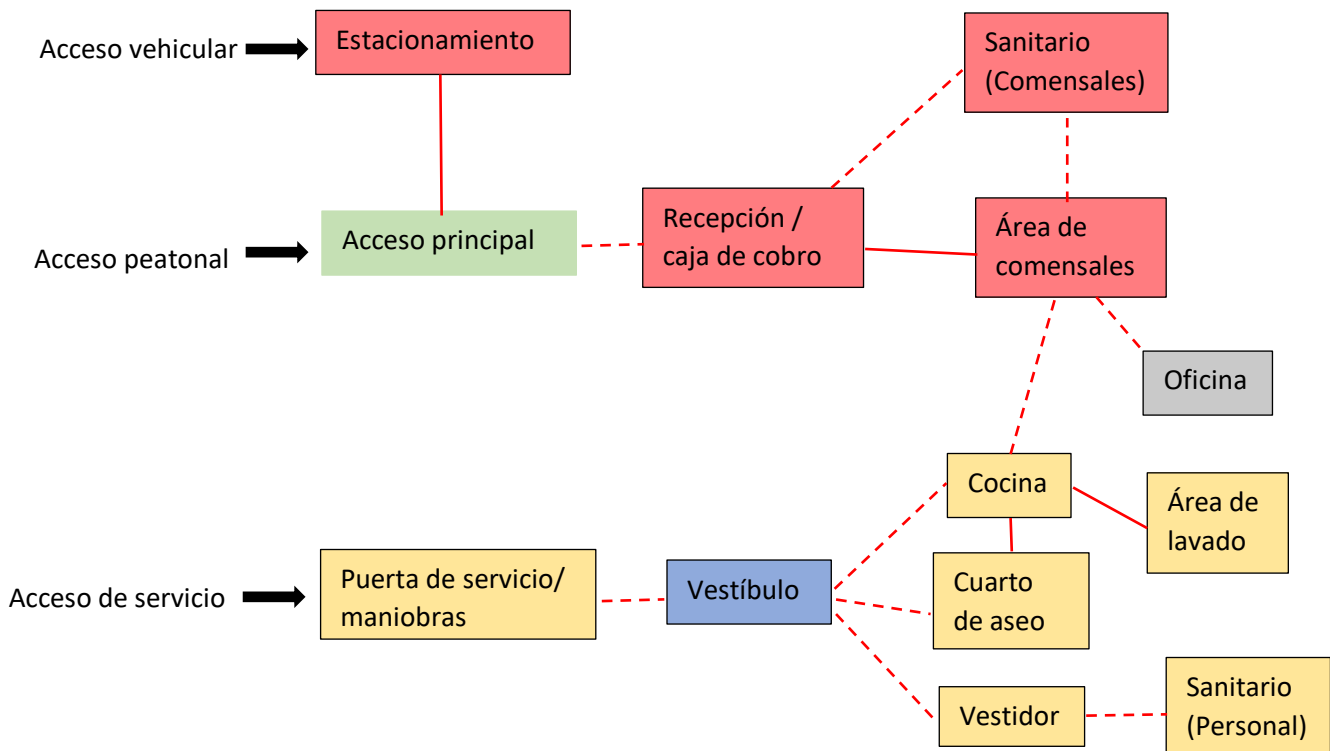 Acceso vehicular
Estacionamiento
Sanitario
(Comensales)
Acceso peatonal
Acceso principal
Recepción /
caja de cobro
Área de
comensales
Oficina
Cocina
Área de
lavado
Acceso de servicio
Puerta de servicio/
maniobras
Vestíbulo
Cuarto
de aseo
Vestidor
Sanitario
(Personal)